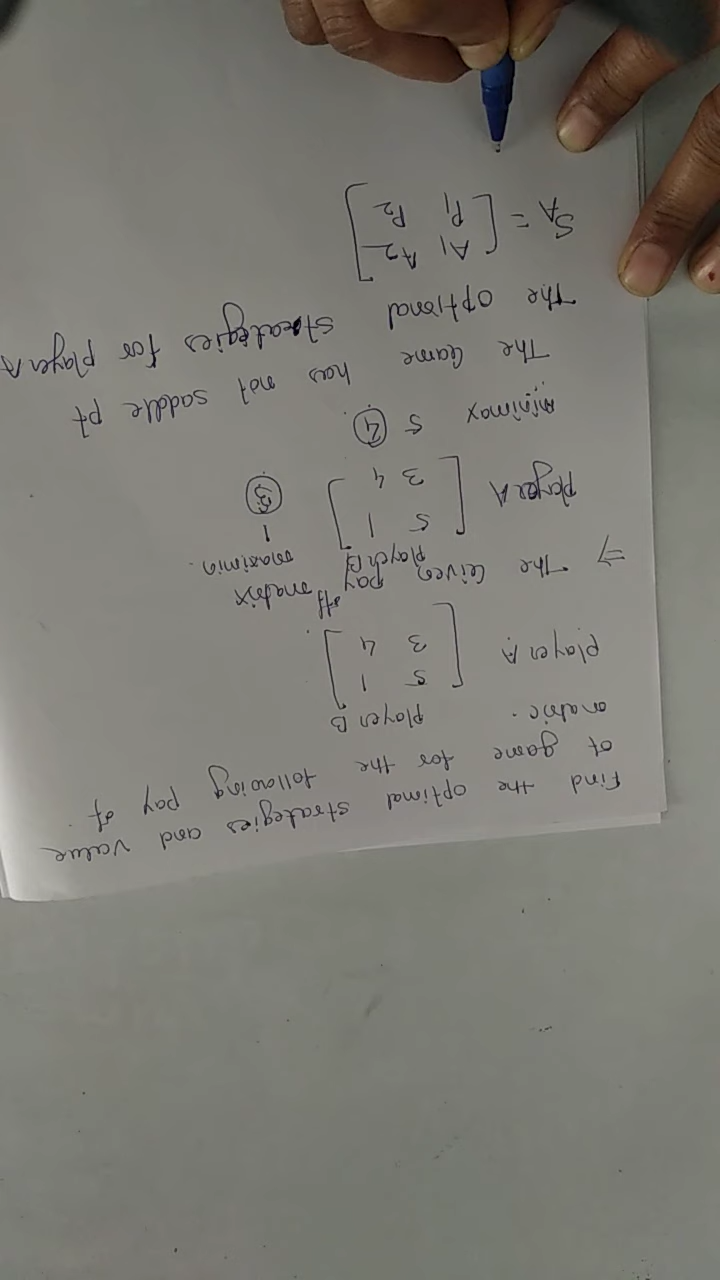 Find the optimal strategies and value
of game for the following pay of
matric. player B
5 1
player A 3 4
⇒ The Given pay off matrix
player B maximin.
5 1 1
player A 3 4 3
minimax 5 4
The Game has not saddle pt
The optional strategies for player A
A1 A2
SA = P1 P2